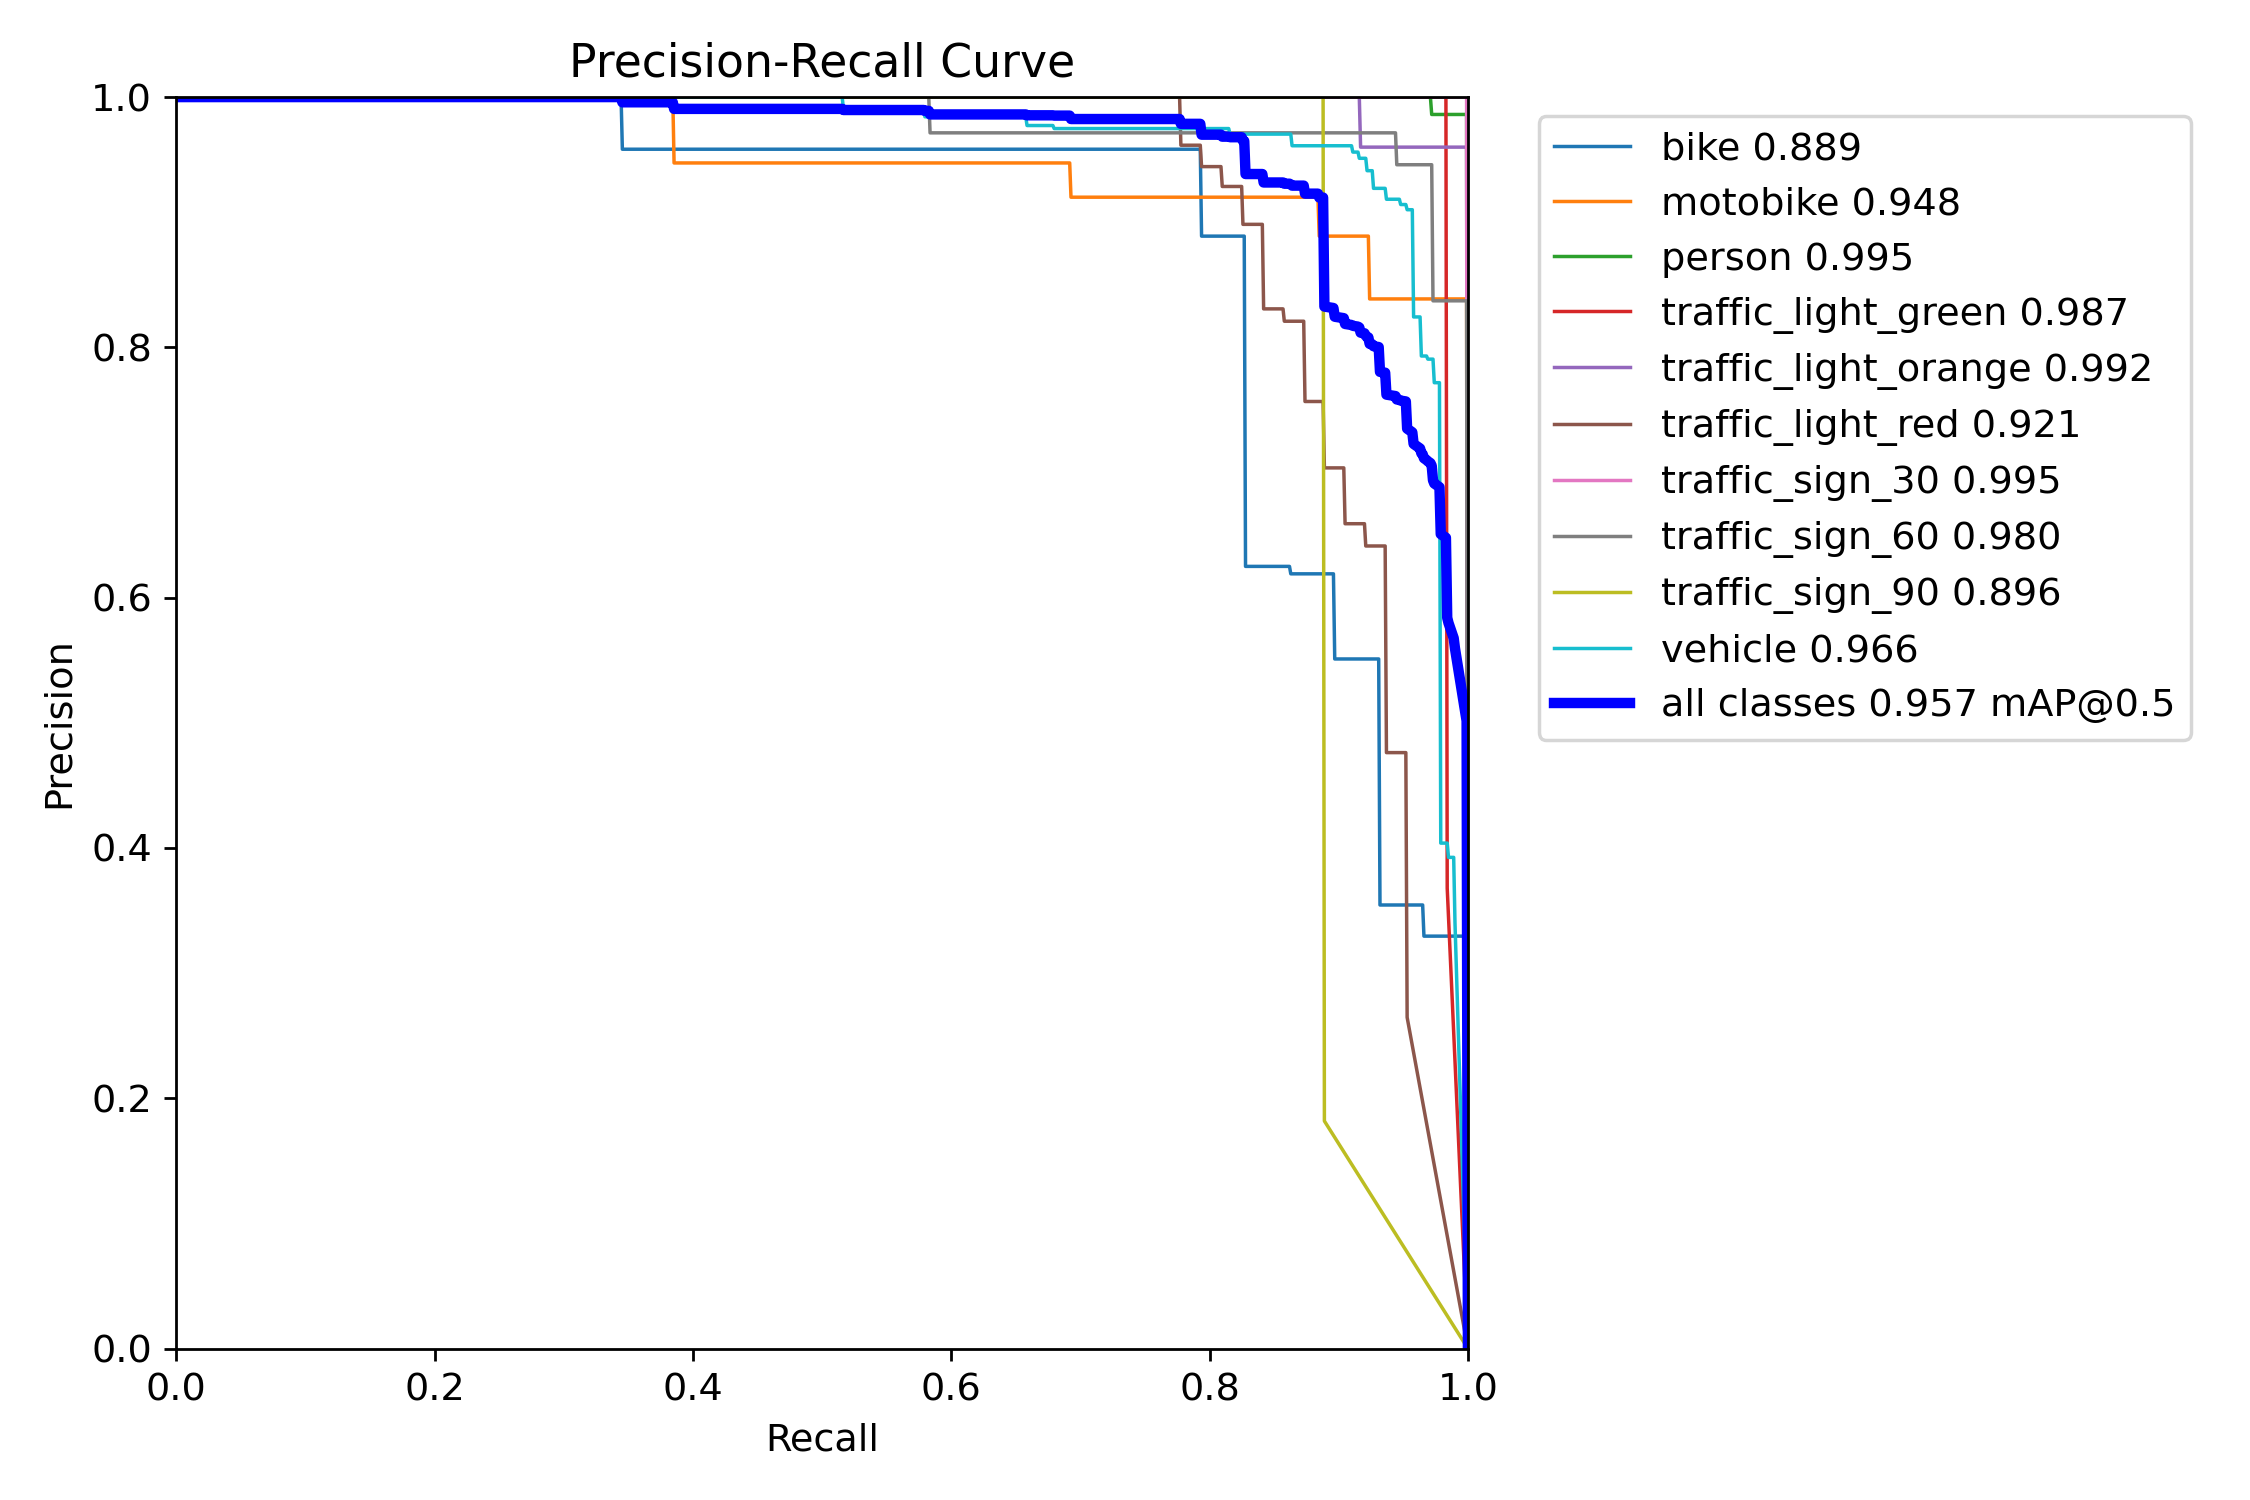 Precision-Recall Curve
1.0
0.8
0.6
0.4
0.2
0.0
Precision
0.0 0.2 0.4 0.6 0.8 1.0
Recall
bike 0.889
motobike 0.948
person 0.995
traffic_light_green 0.987
traffic_light_orange 0.992
traffic_light_red 0.921
traffic_sign_30 0.995
traffic_sign_60 0.980
traffic_sign_90 0.896
vehicle 0.966
all classes 0.957 mAP@0.5